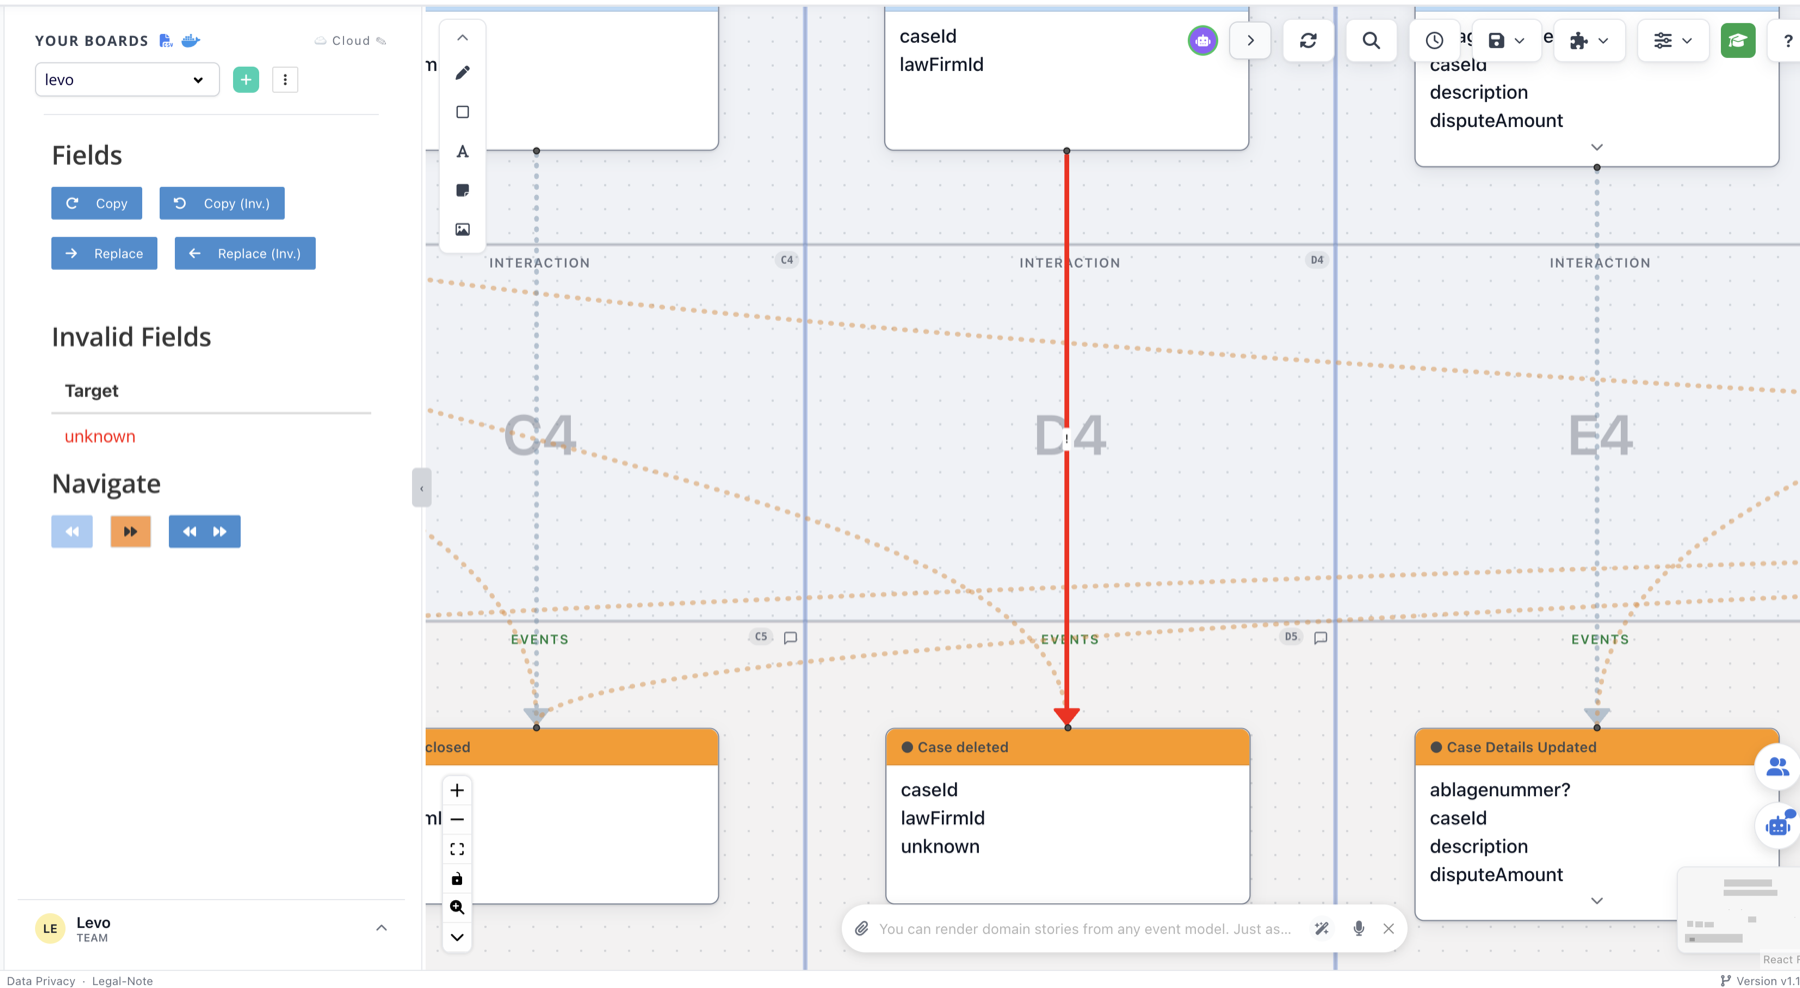 YOUR BOARDS
Cloud
levo
Fields
Copy
Copy (Inv.)
Replace
Replace (Inv.)
Invalid Fields
Target
unknown
Navigate
LE
Levo
TEAM
Data Privacy · Legal-Note
A
caseId
lawFirmId
caseId
description
disputeAmount
?
INTERACTION
C4
INTERACTION
D4
INTERACTION
C4
D4
!
E4
EVENTS
C5
EVENTS
D5
EVENTS
closed
Case deleted
caseId
lawFirmId
unknown
Case Details Updated
ablagenummer?
caseId
description
disputeAmount
You can render domain stories from any event model. Just as...
React F
Version v1.1